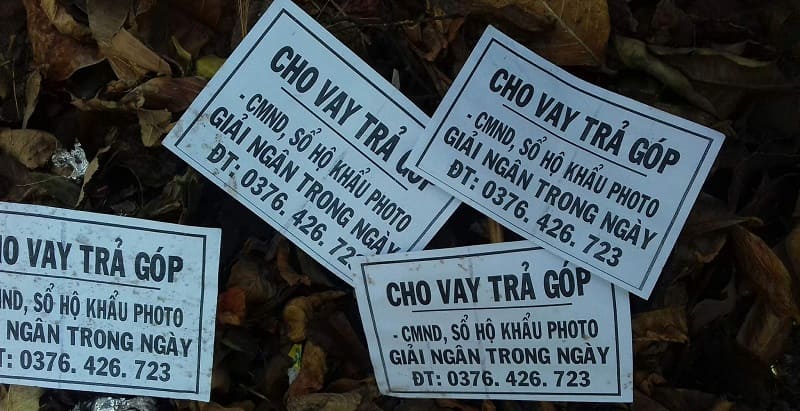 CHO VAY TRẢ GÓP
- CMND, SỔ HỘ KHẨU PHOTO
GIẢI NGÂN TRONG NGÀY
ĐT: 0376. 426. 72
CHO VAY TRẢ GÓP
- CMND, SỔ HỘ KHẨU PHOTO
GIẢI NGÂN TRONG NGÀY
ĐT: 0376. 426. 723
HO VAY TRẢ GÓP
ND, SỔ HỘ KHẨU PHOTO
NGÂN TRONG NGÀY
T: 0376. 426. 723
CHO VAY TRẢ GÓP
- CMND, SỔ HỘ KHẨU PHOTO
GIẢI NGÂN TRONG NGÀY
ĐT: 0376. 426. 723